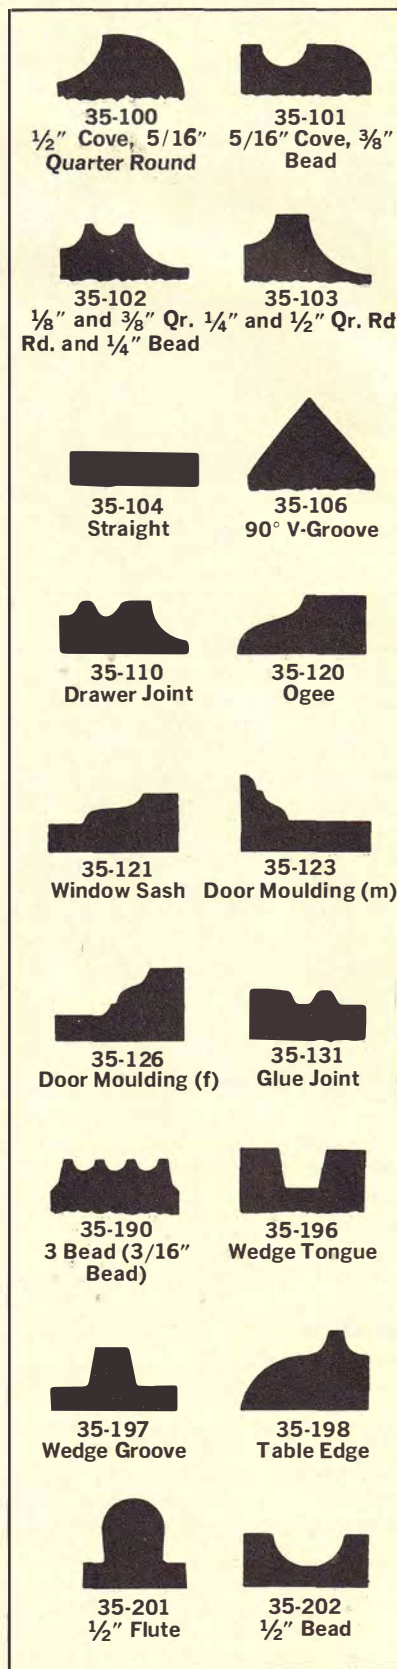 35-100
½" Cove, 5/16"
Quarter Round
35-101
5/16" Cove, ⅜"
Bead
35-102
⅛" and ⅜" Qr.
Rd. and ¼" Bead
35-103
¼" and ½" Qr. Rd
35-104
Straight
35-106
90° V-Groove
35-110
Drawer Joint
35-120
Ogee
35-121
Window Sash
35-123
Door Moulding (m)
35-126
Door Moulding (f)
35-131
Glue Joint
35-190
3 Bead (3/16"
Bead)
35-196
Wedge Tongue
35-197
Wedge Groove
35-198
Table Edge
35-201
½" Flute
35-202
½" Bead